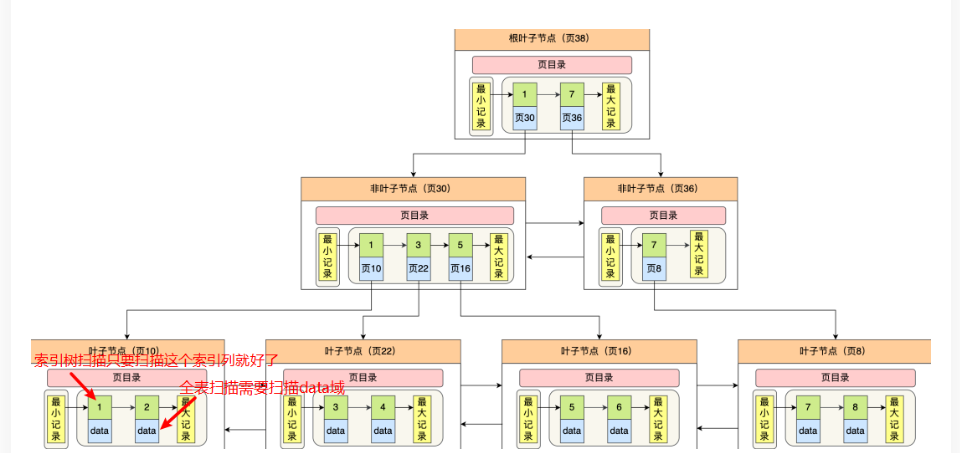 根叶子节点（页38）
页目录
最小记录
1
7
最大记录
页30
页36
非叶子节点（页30）
非叶子节点（页36）
页目录
页目录
最小记录
1
3
5
最大记录
页10
页22
页16
最小记录
7
最大记录
页8
叶子节点（页10）
叶子节点（页22）
叶子节点（页16）
叶子节点（页8）
索引树扫描只要扫描这个索引列就好了
页目录
页目录
页目录
页目录
全表扫描需要扫描data域
最小记录
1
2
最大记录
data
data
最小记录
3
4
最大记录
data
data
最小记录
5
6
最大记录
data
data
最小记录
7
8
最大记录
data
data